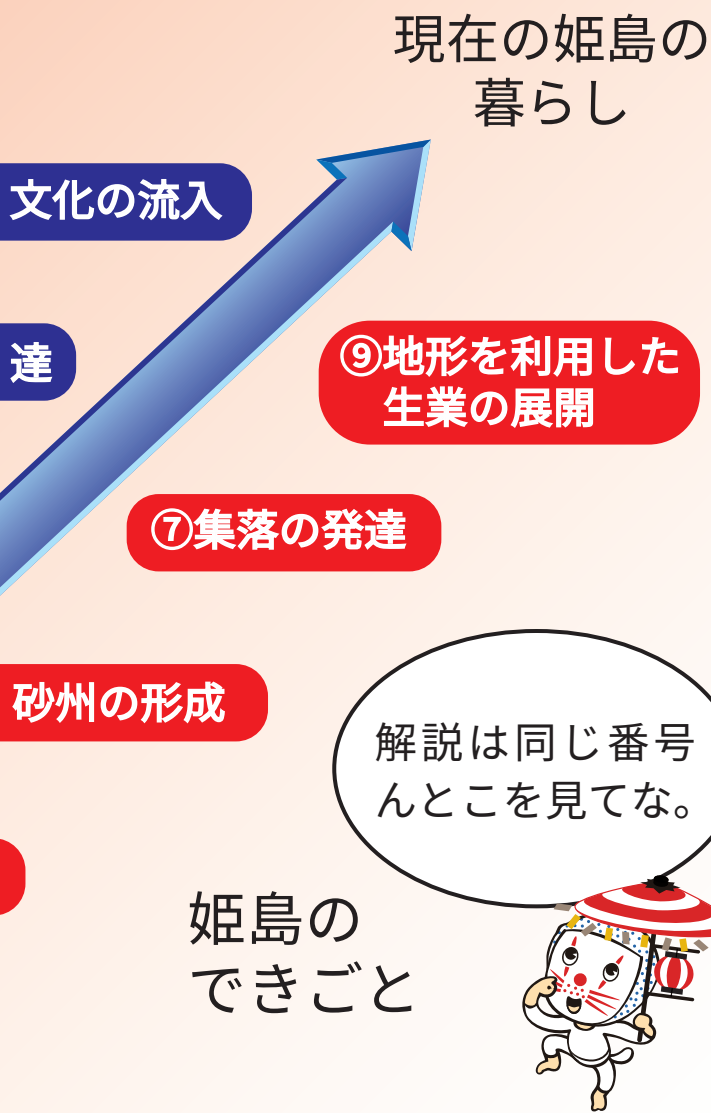 現在の姫島の
暮らし
文化の流入
達
⑨地形を利用した
生業の展開
⑦集落の発達
砂州の形成
解説は同じ番号
んとこを見てな。
姫島の
できごと